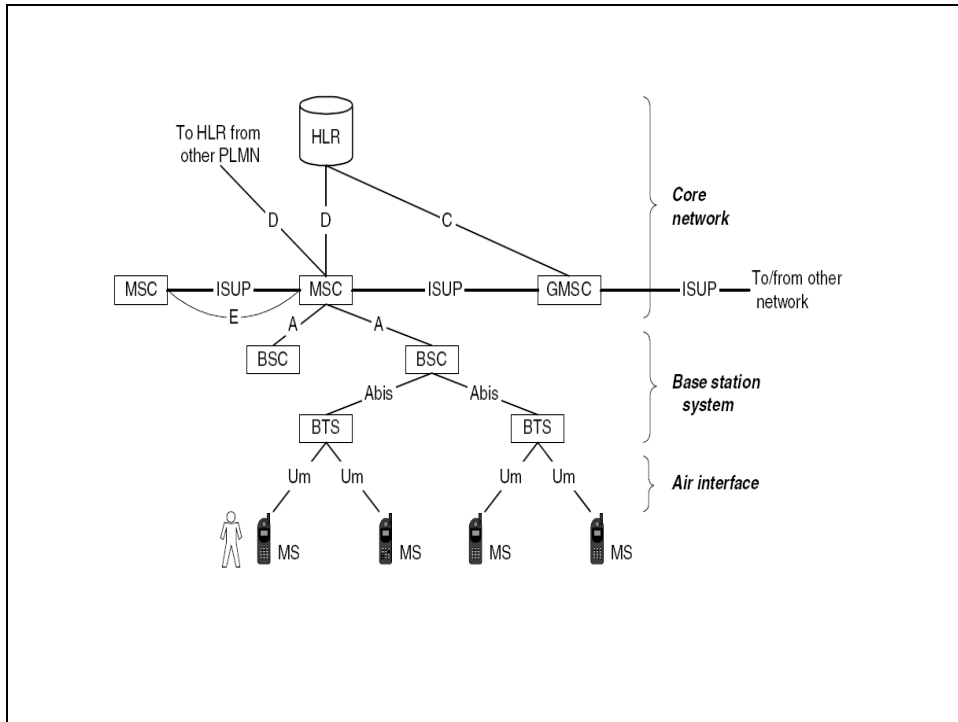 HLR
To HLR from
other PLMN
Core
network
D
D
C
MSC
ISUP
MSC
ISUP
GMSC
ISUP
To/from other
network
E
A
A
BSC
BSC
Base station
system
Abis
Abis
BTS
BTS
Um
Um
Um
Um
Air interface
MS
MS
MS
MS